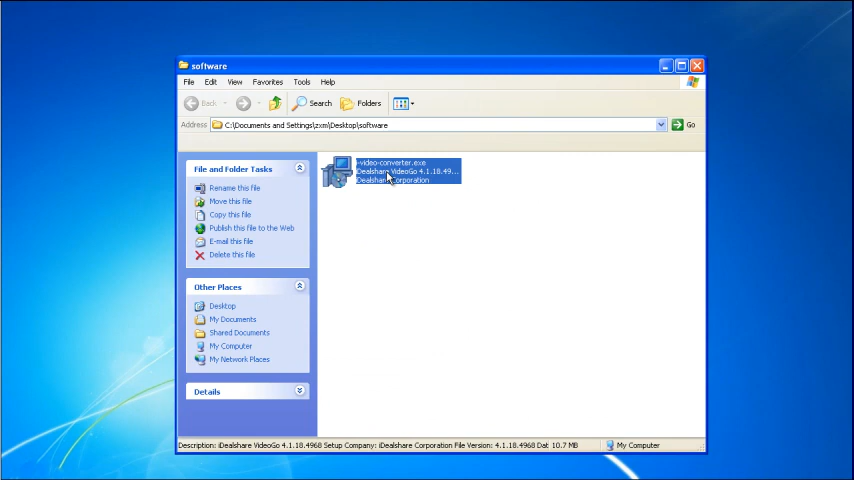 software
File Edit View Favorites Tools Help
Back Search Folders
Address C:\Documents and Settings\zxm\Desktop\software Go
File and Folder Tasks
Rename this file
Move this file
Copy this file
Publish this file to the Web
E-mail this file
Delete this file
Other Places
Desktop
My Documents
Shared Documents
My Computer
My Network Places
Details
-video-converter.exe
iDealshare VideoGo 4.1.18.49...
iDealshare Corporation
Description: iDealshare VideoGo 4.1.18.4968 Setup Company: iDealshare Corporation File Version: 4.1.18.4968 Dat 10.7 MB My Computer